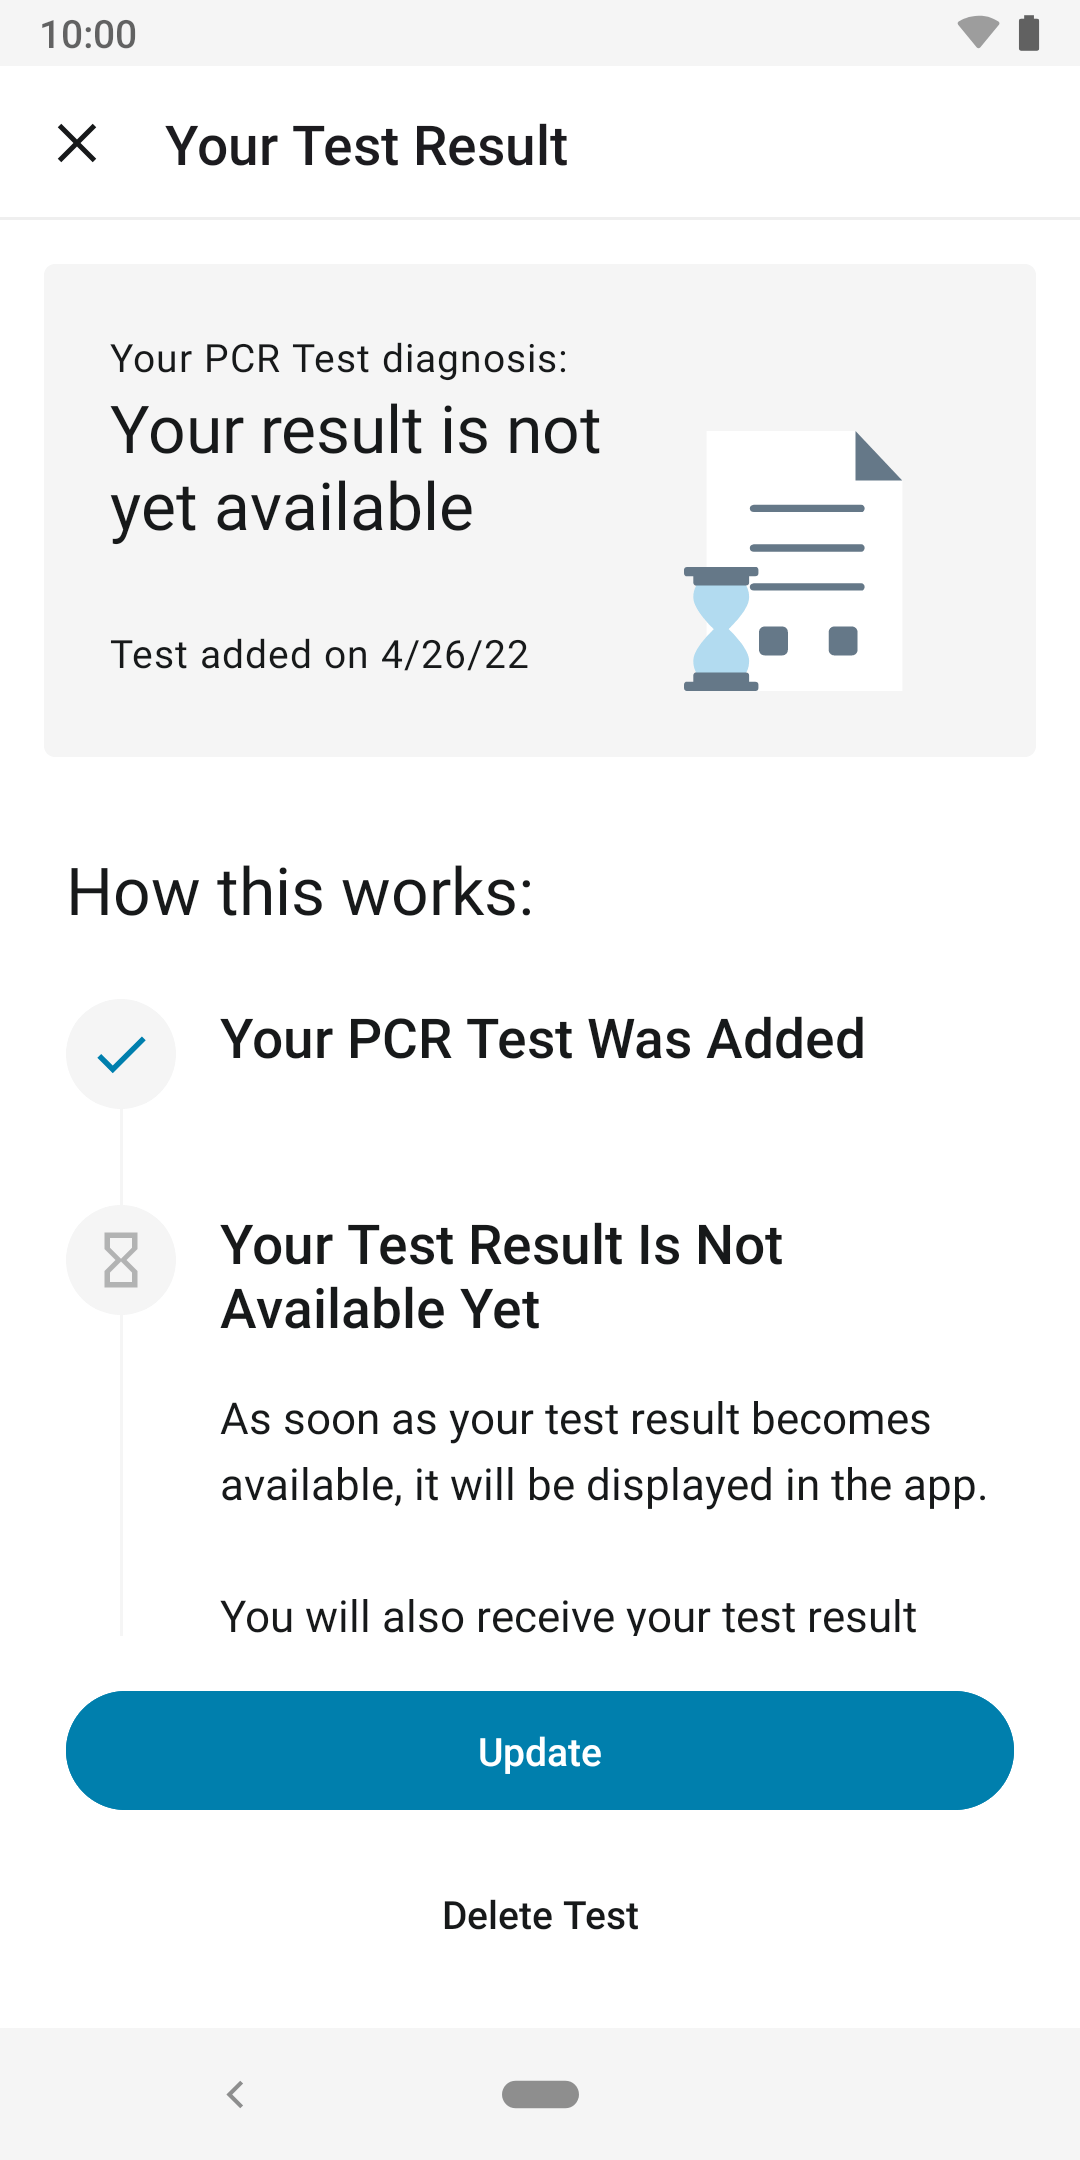 10:00
Your Test Result
Your PCR Test diagnosis:
Your result is not
yet available
Test added on 4/26/22
How this works:
Your PCR Test Was Added
Your Test Result Is Not
Available Yet
As soon as your test result becomes
available, it will be displayed in the app.
You will also receive your test result
Update
Delete Test